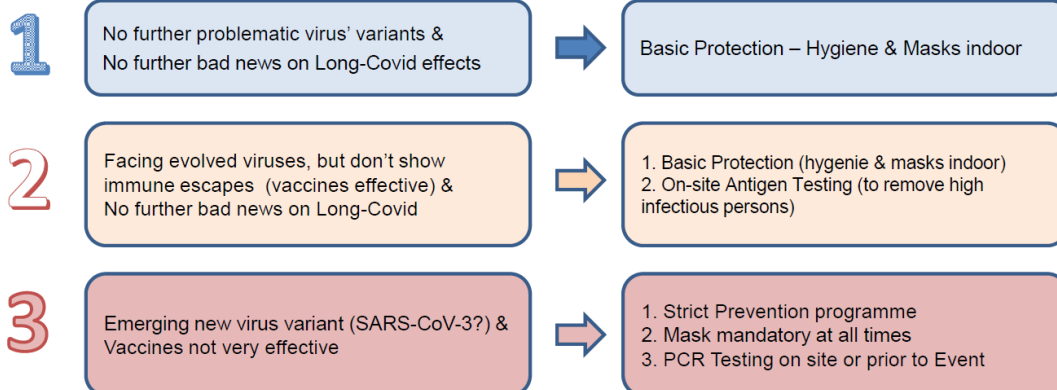 1
No further problematic virus' variants &
No further bad news on Long-Covid effects
Basic Protection – Hygiene & Masks indoor
2
Facing evolved viruses, but don't show
immune escapes (vaccines effective) &
No further bad news on Long-Covid
1. Basic Protection (hygenie & masks indoor)
2. On-site Antigen Testing (to remove high
infectious persons)
3
Emerging new virus variant (SARS-CoV-3?) &
Vaccines not very effective
1. Strict Prevention programme
2. Mask mandatory at all times
3. PCR Testing on site or prior to Event